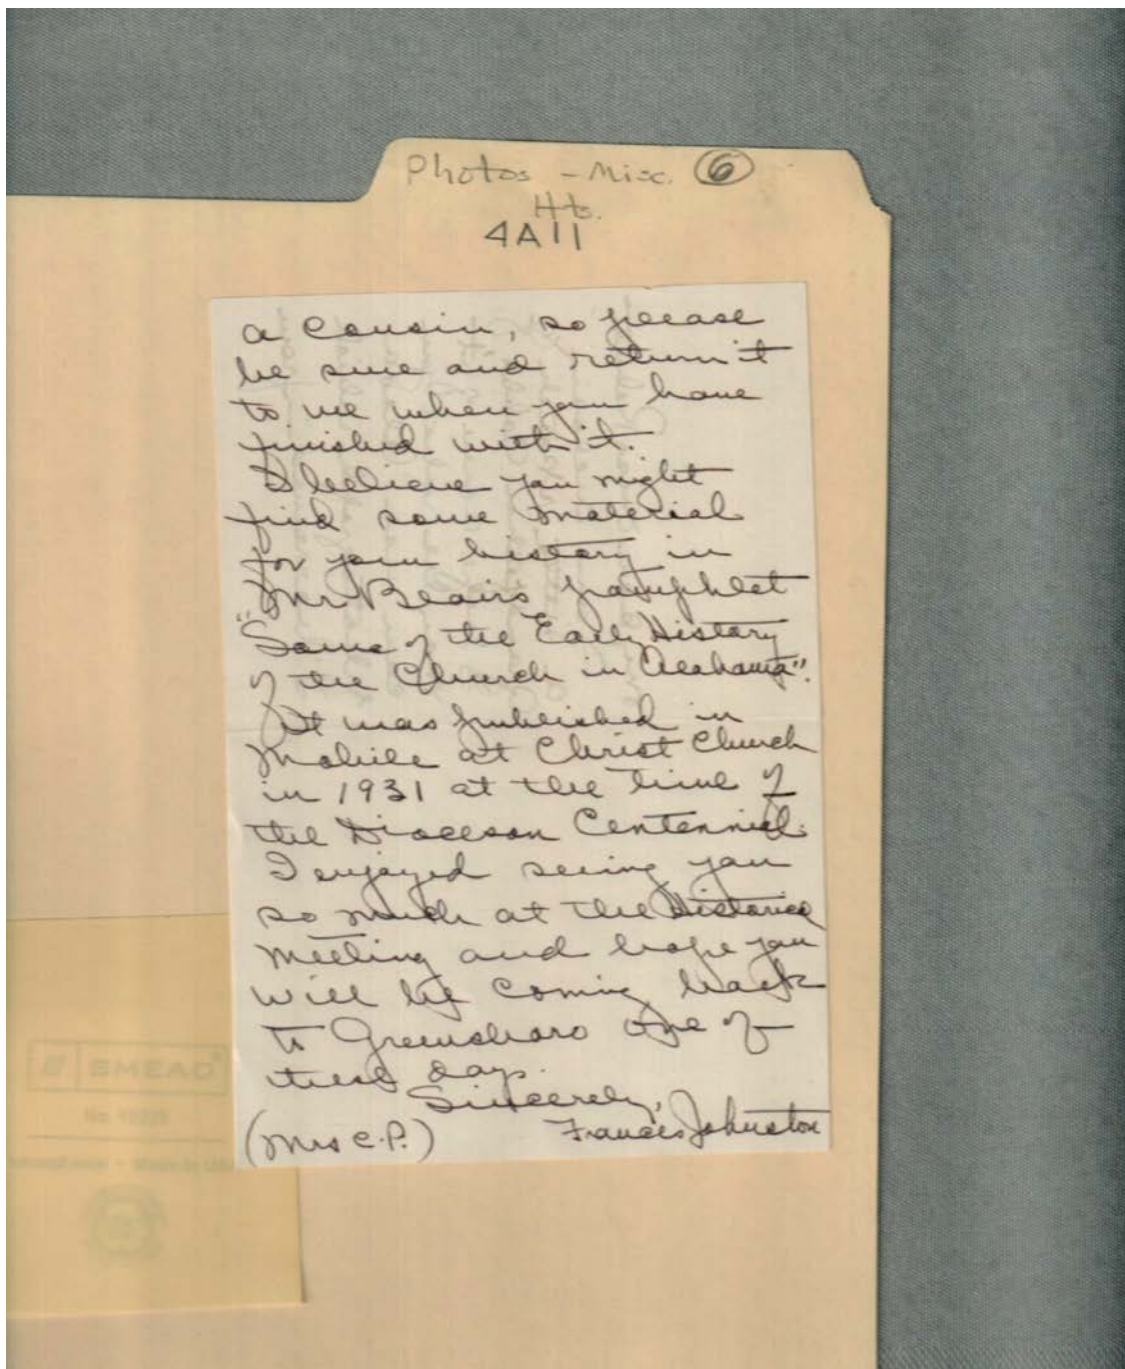 Photos - Misc. 6
Hts.
4A11
a cousin, so please
be sure and return it
to me when you have
finished with it.
I believe you might
find some material
for your history in
Mr Blair's pamphlet
"Some of the Early History
of the Church in Alabama".
It was published in
Mobile at Christ Church
in 1931 at the time of
the Diocesan Centennial.
I enjoyed seeing you
so much at the Historical
meeting and hope you
will be coming back
to Greensboro one of
these days.
Sincerely,
(Mrs C.P.) Frances Johnston
SMEAD
No.